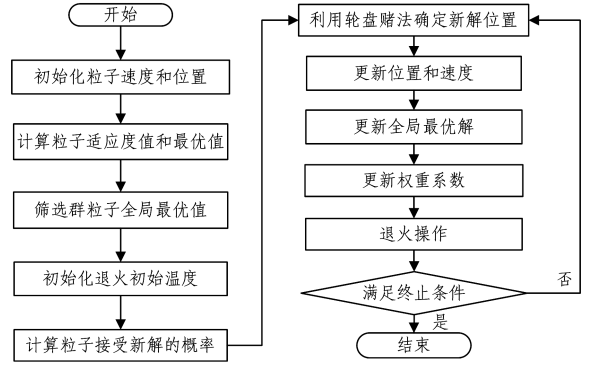 开始
初始化粒子速度和位置
计算粒子适应度值和最优值
筛选群粒子全局最优值
初始化退火初始温度
计算粒子接受新解的概率
利用轮盘赌法确定新解位置
更新位置和速度
更新全局最优解
更新权重系数
退火操作
满足终止条件
否
是
结束